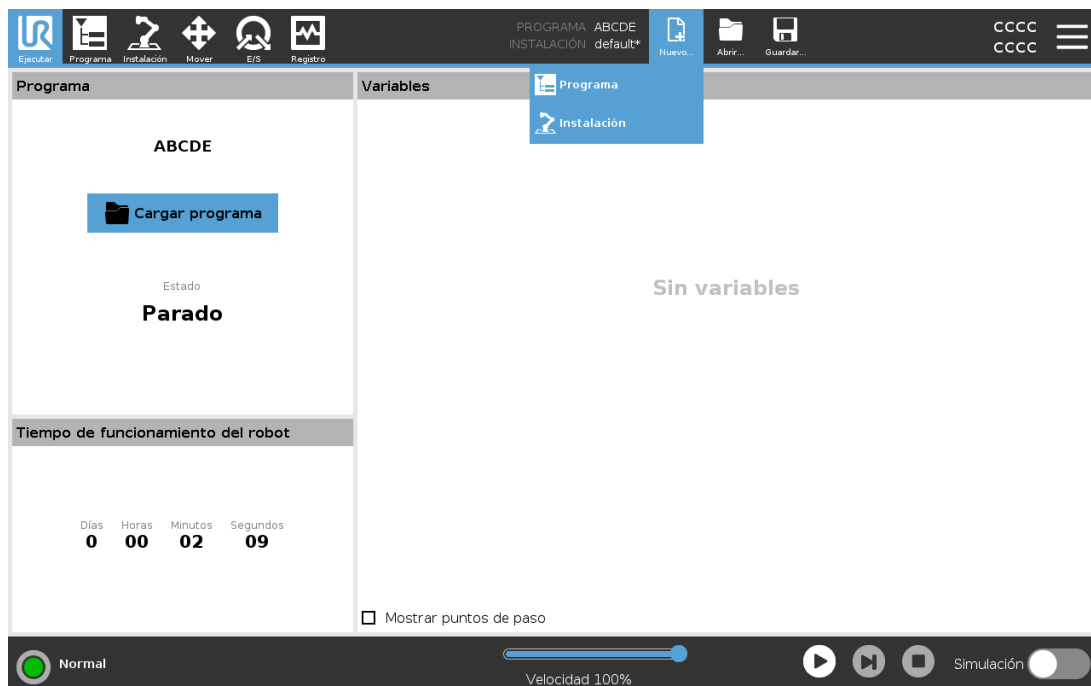 Ejecutar
Programa
Instalación
Mover
E/S
Registro
PROGRAMA ABCDE
INSTALACIÓN default*
Nuevo...
Abrir...
Guardar...
CCCC
CCCC
Programa
Instalación
Programa
ABCDE
Cargar programa
Estado
Parado
Variables
Sin variables
Tiempo de funcionamiento del robot
Días Horas Minutos Segundos
0 00 02 09
Mostrar puntos de paso
Normal
Velocidad 100%
Simulación